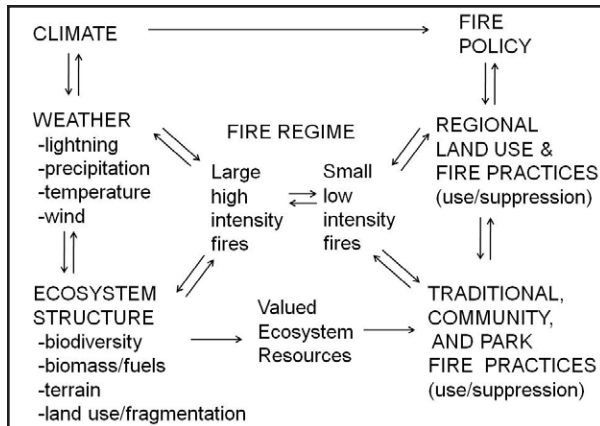 CLIMATE
FIRE
POLICY
WEATHER
-lightning
-precipitation
-temperature
-wind
FIRE REGIME
Large
high
intensity
fires
Small
low
intensity
fires
REGIONAL
LAND USE &
FIRE PRACTICES
(use/suppression)
ECOSYSTEM
STRUCTURE
-biodiversity
-biomass/fuels
-terrain
-land use/fragmentation
Valued
Ecosystem
Resources
TRADITIONAL,
COMMUNITY,
AND PARK
FIRE PRACTICES
(use/suppression)